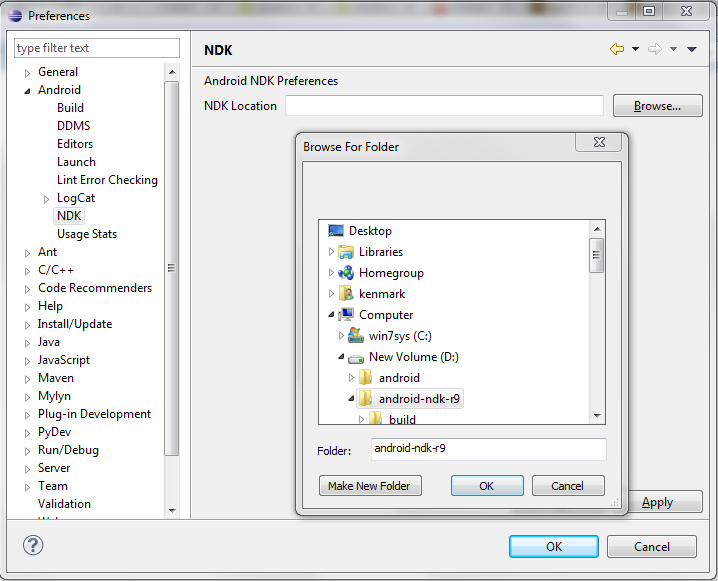 Preferences
type filter text
General
Android
Build
DDMS
Editors
Launch
Lint Error Checking
LogCat
NDK
Usage Stats
Ant
C/C++
Code Recommenders
Help
Install/Update
Java
JavaScript
Maven
Mylyn
Plug-in Development
PyDev
Run/Debug
Server
Team
Validation
NDK
Android NDK Preferences
NDK Location
Browse...
Browse For Folder
Desktop
Libraries
Homegroup
kenmark
Computer
win7sys (C:)
New Volume (D:)
android
android-ndk-r9
build
Folder: android-ndk-r9
Make New Folder
OK
Cancel
Apply
OK
Cancel